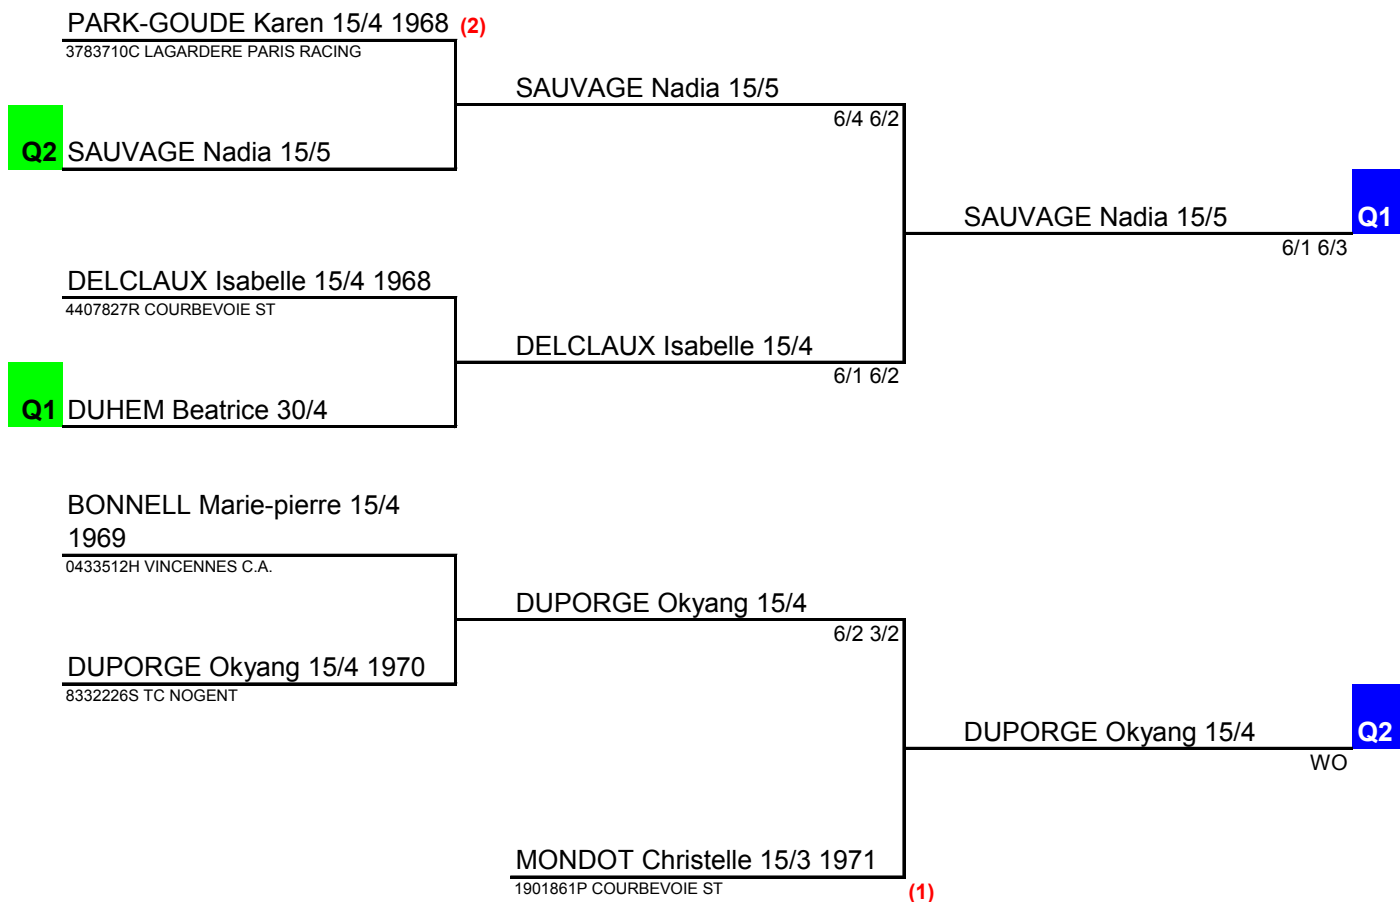 PARK-GOUDE Karen 15/4 1968 (2)
3783710C LAGARDERE PARIS RACING
SAUVAGE Nadia 15/5
6/4 6/2
Q2 SAUVAGE Nadia 15/5
SAUVAGE Nadia 15/5 Q1
6/1 6/3
DELCLAUX Isabelle 15/4 1968
4407827R COURBEVOIE ST
DELCLAUX Isabelle 15/4
6/1 6/2
Q1 DUHEM Beatrice 30/4
BONNELL Marie-pierre 15/4
1969
0433512H VINCENNES C.A.
DUPORGE Okyang 15/4
6/2 3/2
DUPORGE Okyang 15/4 1970
8332226S TC NOGENT
DUPORGE Okyang 15/4 Q2
WO
MONDOT Christelle 15/3 1971
1901861P COURBEVOIE ST
(1)